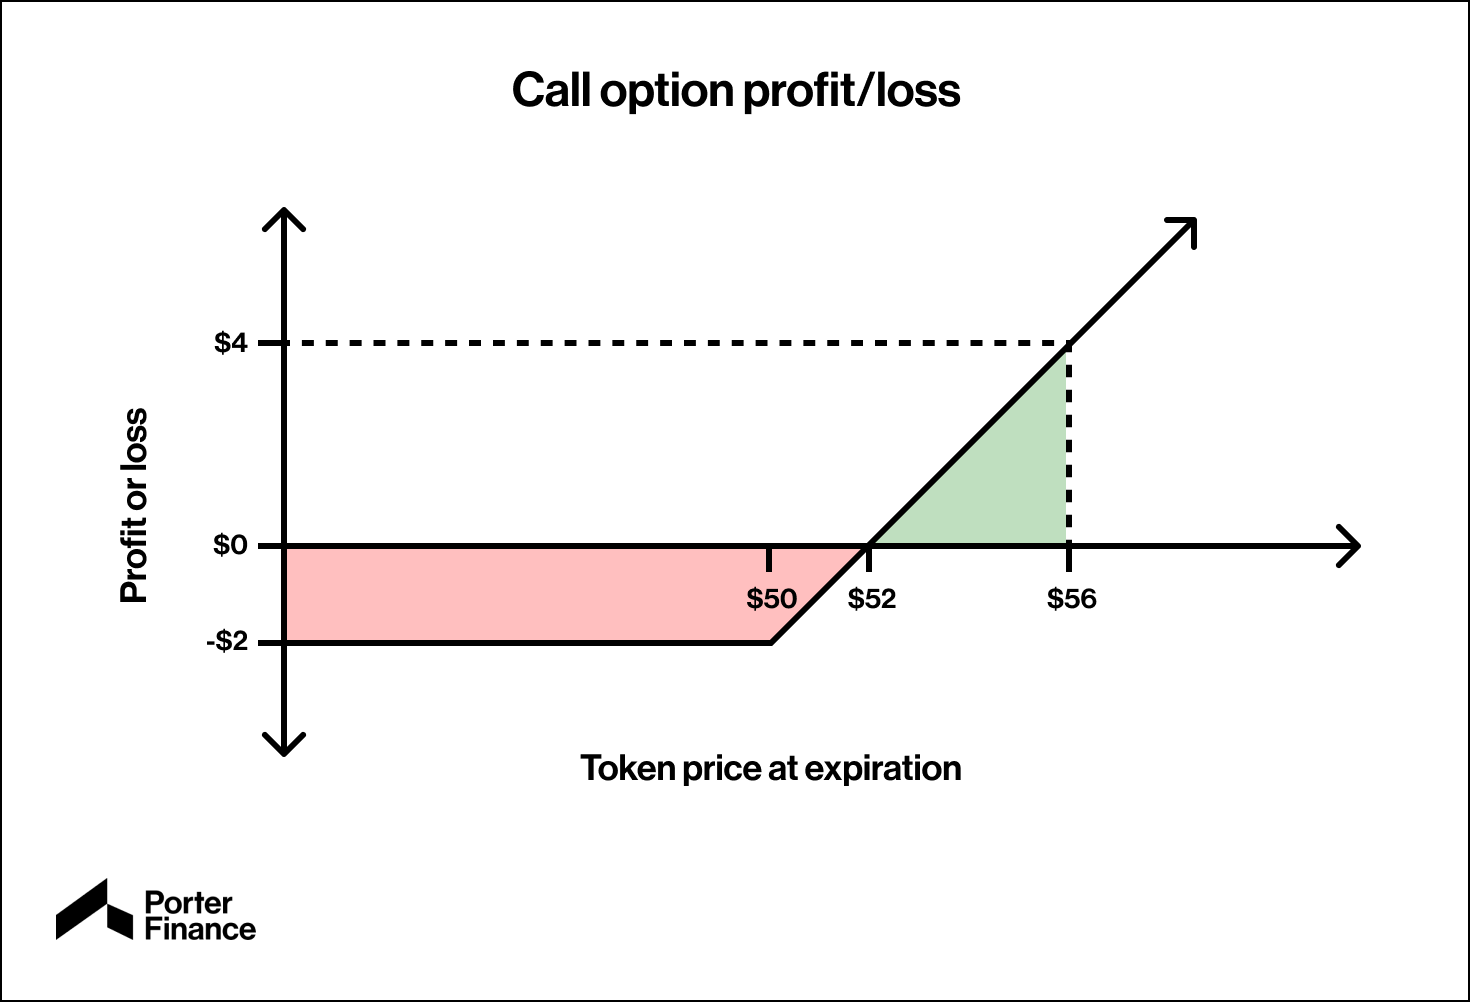 Call option profit/loss
$4
Profit or loss
$0
$50
$52
$56
-$2
Token price at expiration
Porter
Finance